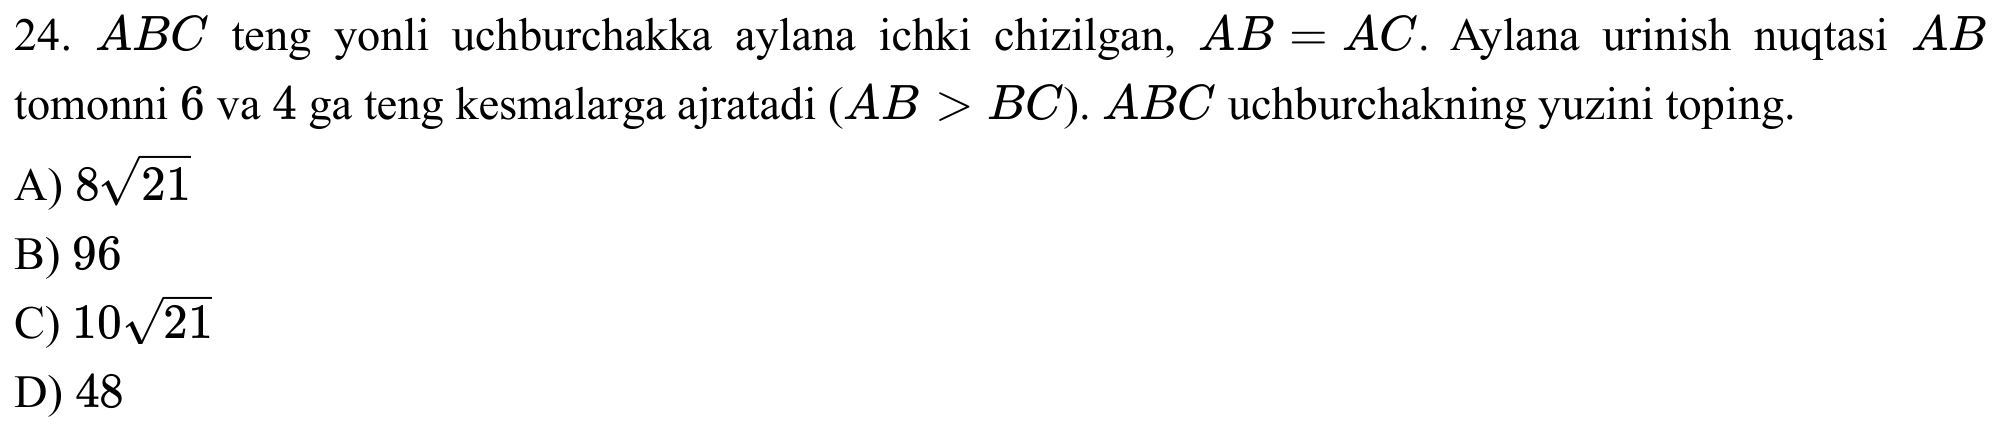 24. ABC teng yonli uchburchakka aylana ichki chizilgan, AB = AC. Aylana urinish nuqtasi AB
tomonni 6 va 4 ga teng kesmalarga ajratadi (AB > BC). ABC uchburchakning yuzini toping.
A) 8√21
B) 96
C) 10√21
D) 48